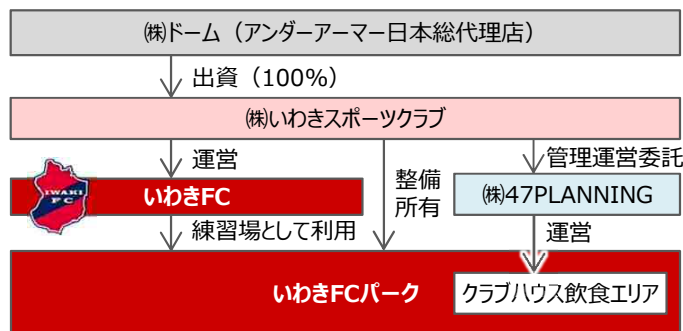 ㈱ドーム（アンダーアーマー日本総代理店）
出資（100%）
㈱いわきスポーツクラブ
運営
管理運営委託
整備
所有
IWAKI
FC
いわきFC
㈱47PLANNING
練習場として利用
運営
いわきFCパーク
クラブハウス飲食エリア